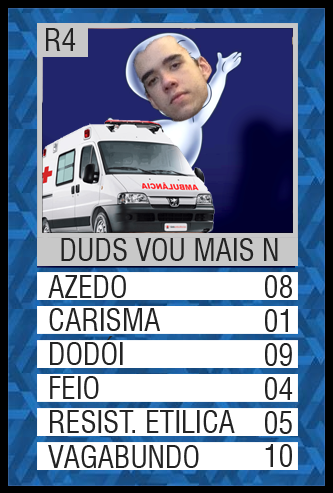 R4
AMBULÂNCIA
DUDS VOU MAIS N
AZEDO 08
CARISMA 01
DODÓI 09
FEIO 04
RESIST. ETILICA 05
VAGABUNDO 10